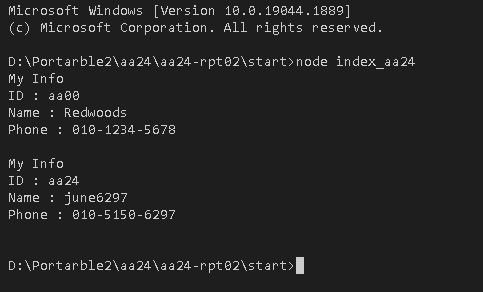 Microsoft Windows [Version 10.0.19044.1889]
(c) Microsoft Corporation. All rights reserved.
D:\Portarble2\aa24\aa24-rpt02\start>node index_aa24
My Info
ID : aa00
Name : Redwoods
Phone : 010-1234-5678
My Info
ID : aa24
Name : june6297
Phone : 010-5150-6297
D:\Portarble2\aa24\aa24-rpt02\start>